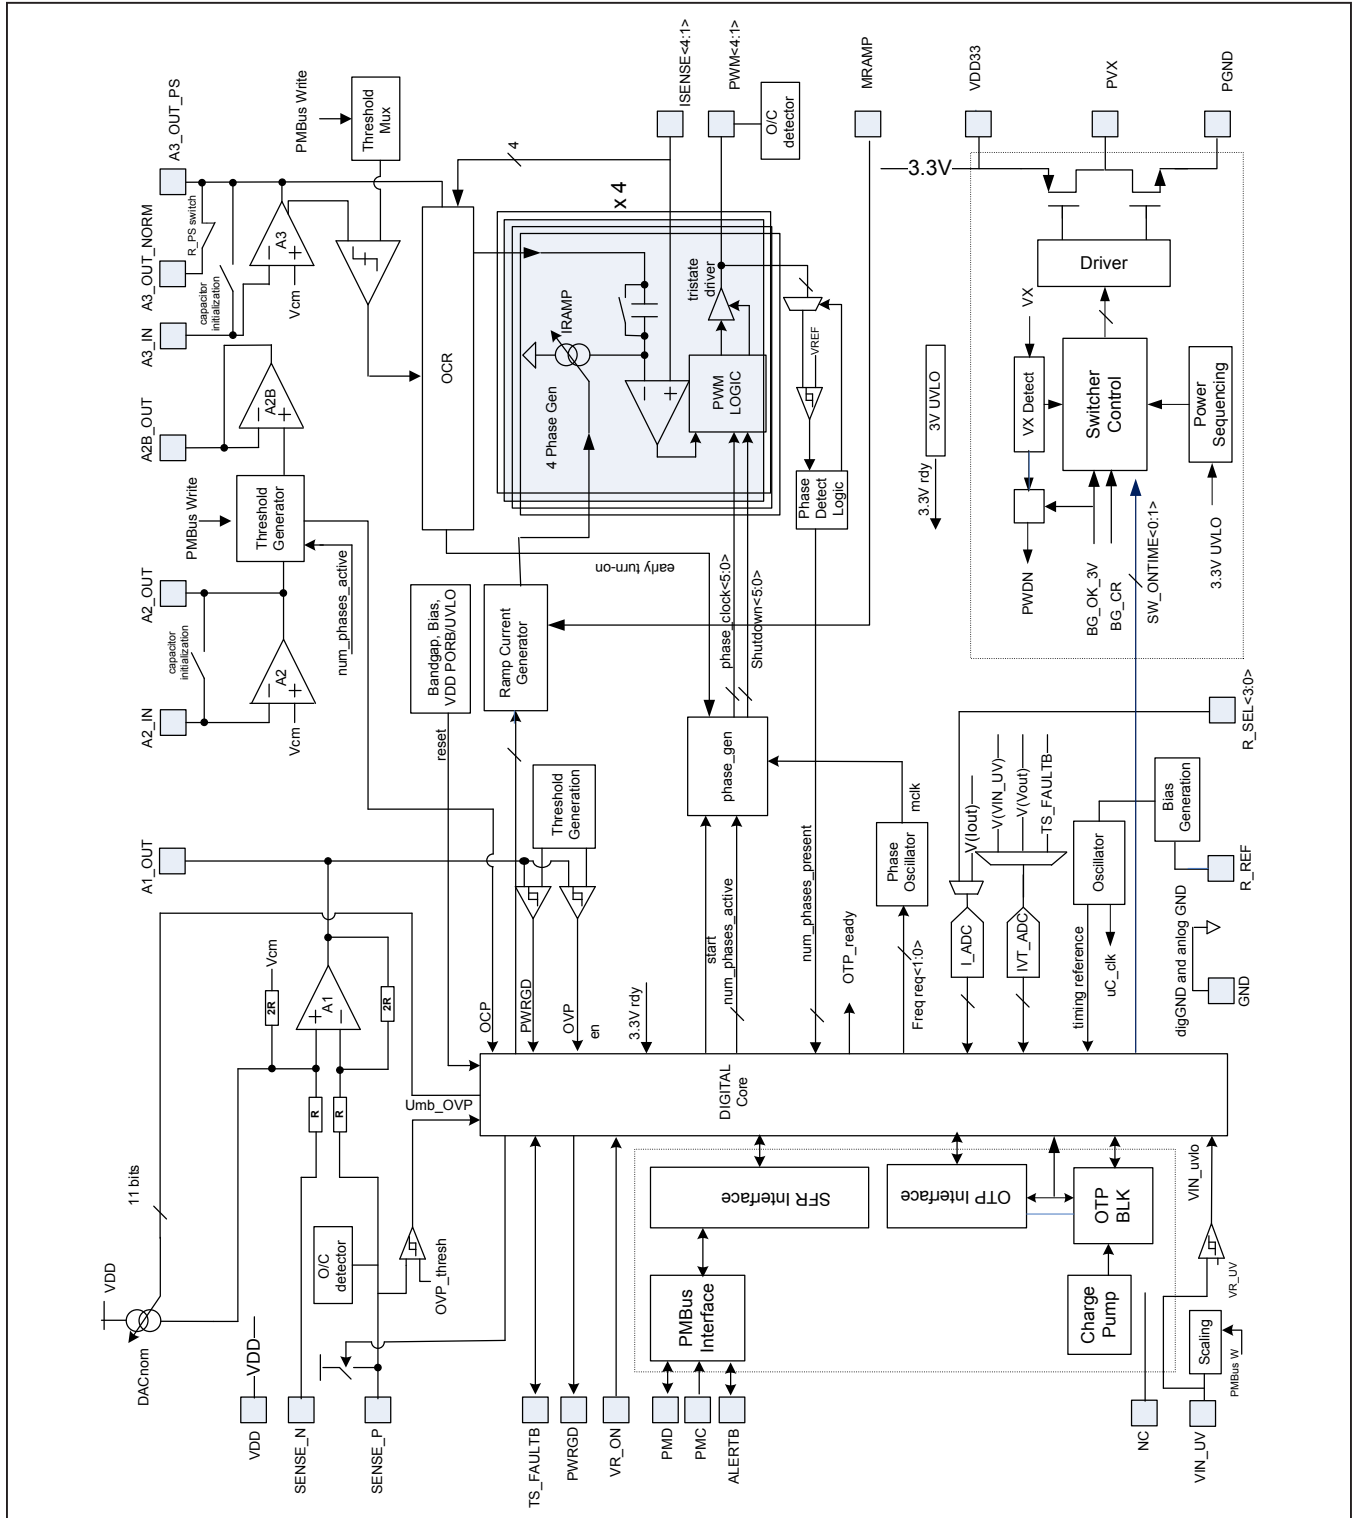 A3_OUT_PS
A3_OUT_NORM
A3_IN
A2B_OUT
A2_OUT
A2_IN
A1_OUT
R_PS switch
capacitor
initialization
A3
Vcm
PMBus Write
Threshold
Mux
A2B
PMBus Write
Threshold
Generator
num_phases_active
capacitor
initialization
A2
Vcm
ISENSE<4:1>
PWM<4:1>
O/C
detector
MRAMP
VDD33
PVX
PGND
4
x 4
OCR
IRAMP
4 Phase Gen
tristate
driver
PWM
LOGIC
VREF
Phase
Detect
Logic
3.3V
Driver
VX
VX Detect
Switcher
Control
Power
Sequencing
3.3V UVLO
PWDN
BG_OK_3V
BG_CR
SW_ONTIME<0:1>
3V UVLO
3.3V rdy
early turn-on
phase_clock<5:0>
Shutdown<5:0>
Bandgap, Bias,
VDD PORB/UVLO
reset
Ramp Current
Generator
Threshold
Generation
phase_gen
mclk
Phase
Oscillator
V(Iout)
V(VIN_UV)
V(Vout)
TS_FAULTB
I_ADC
IVT_ADC
Oscillator
Bias
Generation
R_SEL<3:0>
R_REF
digGND and anlog GND
GND
OCP
PWRGD
OVP
en
3.3V rdy
start
num_phases_active
num_phases_present
OTP_ready
Freq req<1:0>
timing reference
uC_clk
DIGITAL
Core
Umb_OVP
Vcm
2R
A1
2R
R
R
11 bits
VDD
DACnom
VDD
VDD
SENSE_N
SENSE_P
O/C
detector
OVP_thresh
TS_FAULTB
PWRGD
VR_ON
PMD
PMC
ALERTB
PMBus
Interface
SFR Interface
OTP Interface
OTP
BLK
Charge
Pump
NC
VIN_UV
Scaling
PMBus W
VR_UV
VIN_uvlo